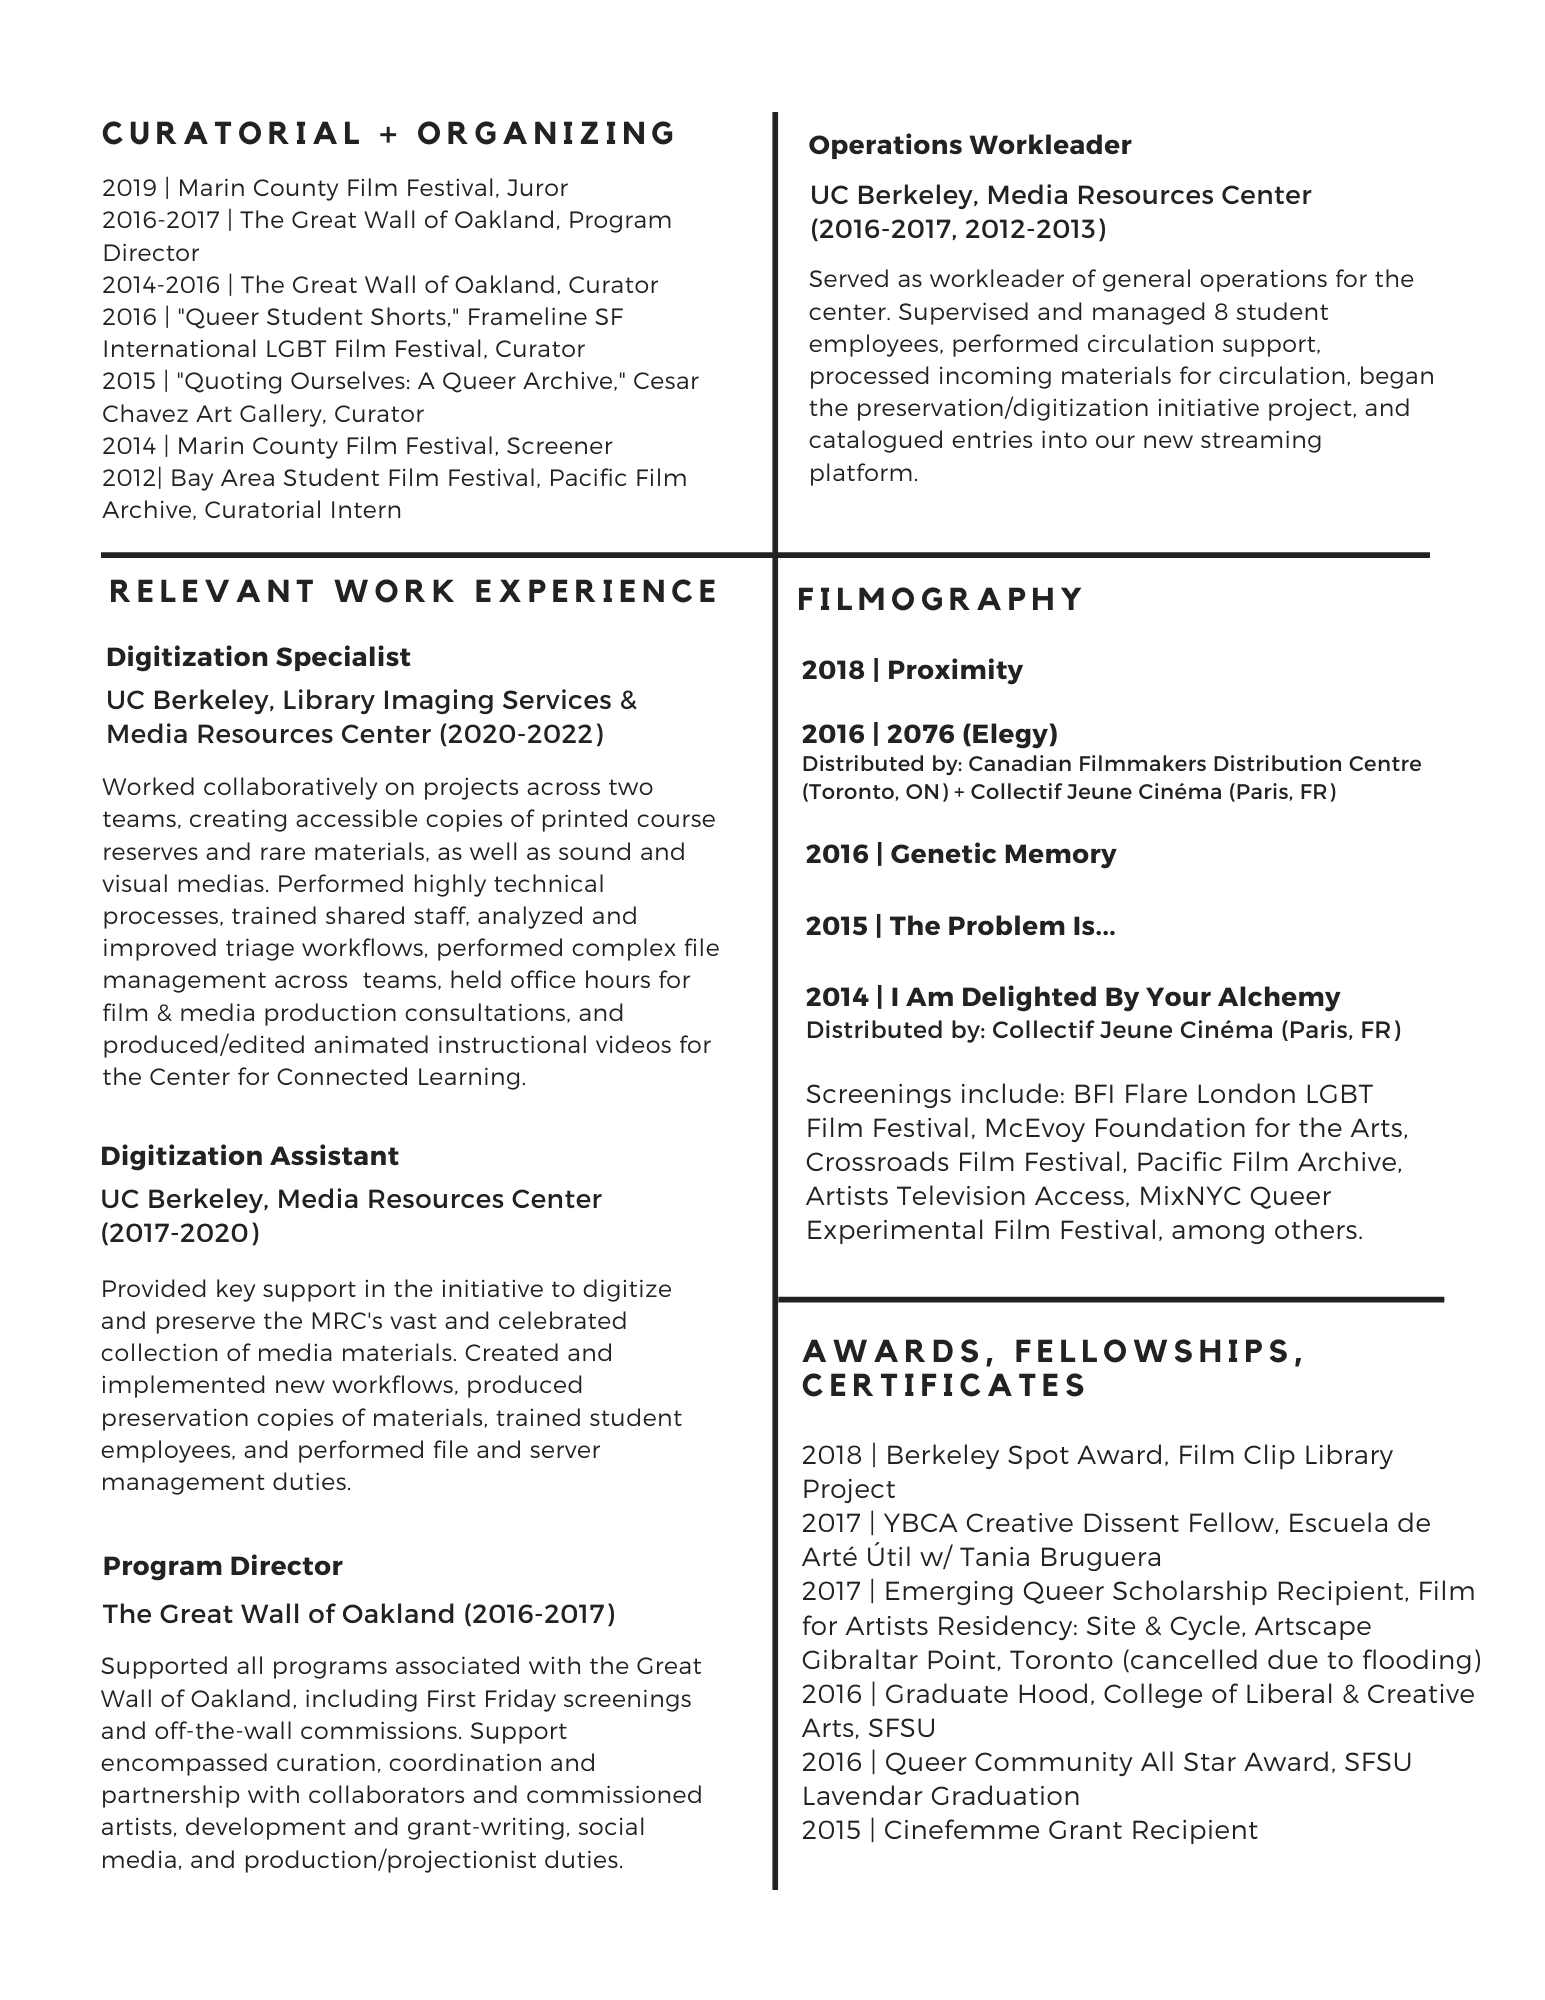 CURATORIAL + ORGANIZING
2019 | Marin County Film Festival, Juror
2016-2017 | The Great Wall of Oakland, Program
Director
2014-2016 | The Great Wall of Oakland, Curator
2016 | "Queer Student Shorts," Frameline SF
International LGBT Film Festival, Curator
2015 | "Quoting Ourselves: A Queer Archive," Cesar
Chavez Art Gallery, Curator
2014 | Marin County Film Festival, Screener
2012| Bay Area Student Film Festival, Pacific Film
Archive, Curatorial Intern
RELEVANT WORK EXPERIENCE
Digitization Specialist
UC Berkeley, Library Imaging Services &
Media Resources Center (2020-2022)
Worked collaboratively on projects across two
teams, creating accessible copies of printed course
reserves and rare materials, as well as sound and
visual medias. Performed highly technical
processes, trained shared staff, analyzed and
improved triage workflows, performed complex file
management across  teams, held office hours for
film & media production consultations, and
produced/edited animated instructional videos for
the Center for Connected Learning.
Digitization Assistant
UC Berkeley, Media Resources Center
(2017-2020)
Provided key support in the initiative to digitize
and preserve the MRC's vast and celebrated
collection of media materials. Created and
implemented new workflows, produced
preservation copies of materials, trained student
employees, and performed file and server
management duties.
Program Director
The Great Wall of Oakland (2016-2017)
Supported all programs associated with the Great
Wall of Oakland, including First Friday screenings
and off-the-wall commissions. Support
encompassed curation, coordination and
partnership with collaborators and commissioned
artists, development and grant-writing, social
media, and production/projectionist duties.
Operations Workleader
UC Berkeley, Media Resources Center
(2016-2017, 2012-2013)
Served as workleader of general operations for the
center. Supervised and managed 8 student
employees, performed circulation support,
processed incoming materials for circulation, began
the preservation/digitization initiative project, and
catalogued entries into our new streaming
platform.
FILMOGRAPHY
2018 | Proximity
2016 | 2076 (Elegy)
Distributed by: Canadian Filmmakers Distribution Centre
(Toronto, ON) + Collectif Jeune Cinéma (Paris, FR)
2016 | Genetic Memory
2015 | The Problem Is...
2014 | I Am Delighted By Your Alchemy
Distributed by: Collectif Jeune Cinéma (Paris, FR)
Screenings include: BFI Flare London LGBT
Film Festival, McEvoy Foundation for the Arts,
Crossroads Film Festival, Pacific Film Archive,
Artists Television Access, MixNYC Queer
Experimental Film Festival, among others.
AWARDS, FELLOWSHIPS,
CERTIFICATES
2018 | Berkeley Spot Award, Film Clip Library
Project
2017 | YBCA Creative Dissent Fellow, Escuela de
Arté Útil w/ Tania Bruguera
2017 | Emerging Queer Scholarship Recipient, Film
for Artists Residency: Site & Cycle, Artscape
Gibraltar Point, Toronto (cancelled due to flooding)
2016 | Graduate Hood, College of Liberal & Creative
Arts, SFSU
2016 | Queer Community All Star Award, SFSU
Lavendar Graduation
2015 | Cinefemme Grant Recipient